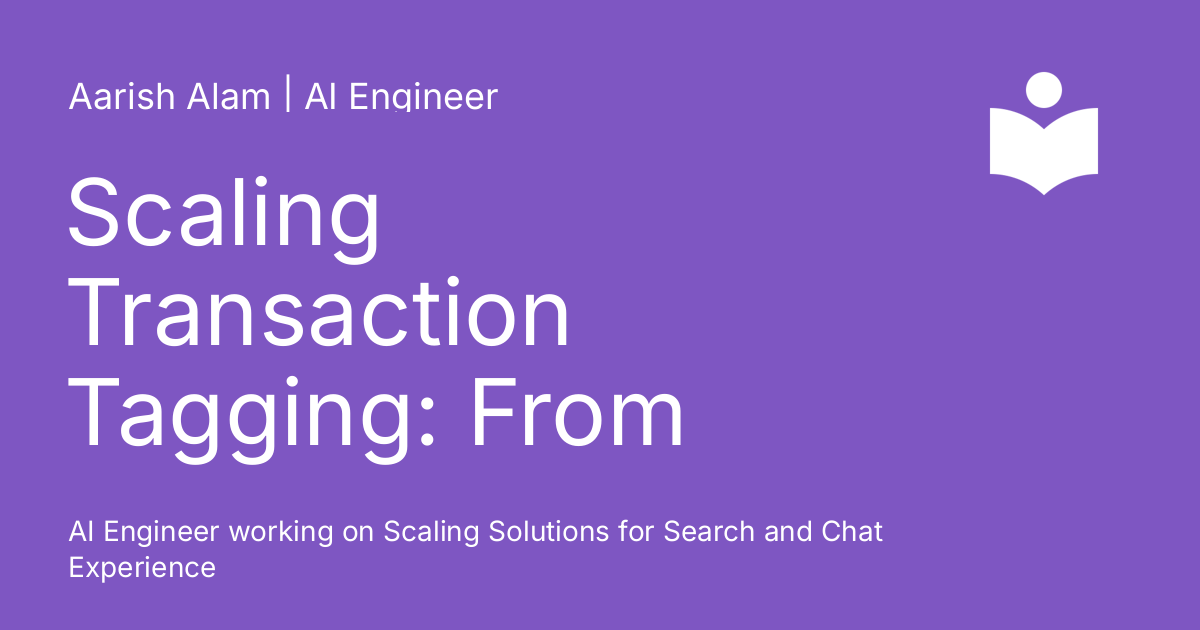 Aarish Alam | AI Engineer
Scaling
Transaction
Tagging: From
AI Engineer working on Scaling Solutions for Search and Chat
Experience